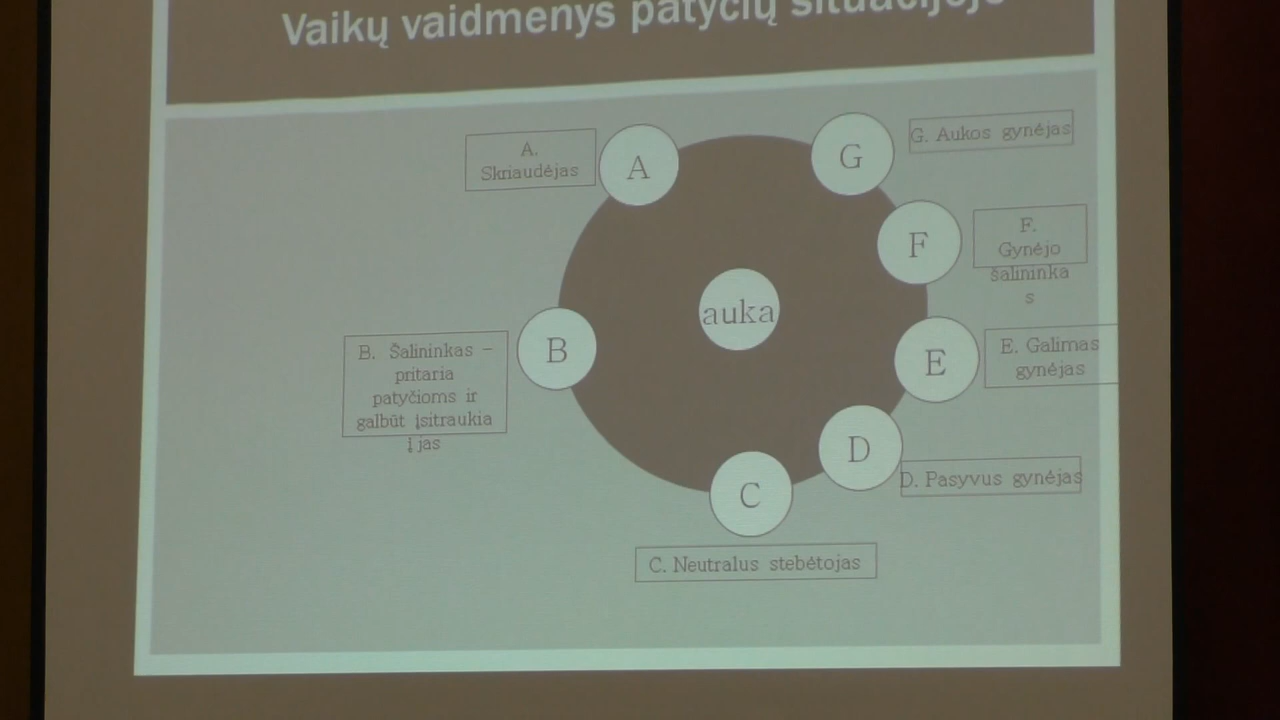 Vaikų vaidmenys patyčių situacijoje
A.
Skriaudėjas
A
G
G. Aukos gynėjas
F
F.
Gynėjo
šalininka
s
auka
B. Šalininkas –
pritaria
patyčioms ir
galbūt įsitraukia
į jas
B
E
E. Galimas
gynėjas
D
D. Pasyvus gynėjas
C
C. Neutralus stebėtojas